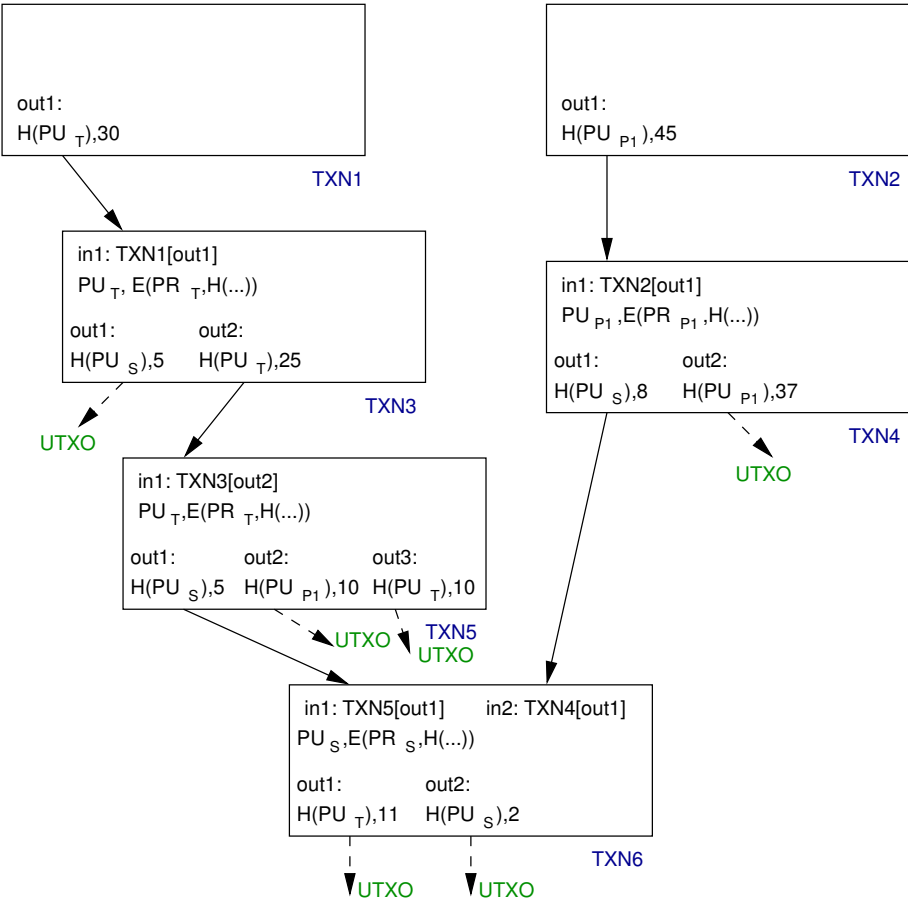 out1:
H(PU T),30
TXN1
out1:
H(PU P1),45
TXN2
in1: TXN1[out1]
PU T, E(PR T,H(...))
out1: out2:
H(PU S),5 H(PU T),25
TXN3
UTXO
in1: TXN2[out1]
PU P1,E(PR P1,H(...))
out1: out2:
H(PU S),8 H(PU P1),37
TXN4
UTXO
in1: TXN3[out2]
PU T,E(PR T,H(...))
out1: out2: out3:
H(PU S),5 H(PU P1),10 H(PU T),10
TXN5
UTXO
UTXO
in1: TXN5[out1] in2: TXN4[out1]
PU S,E(PR S,H(...))
out1: out2:
H(PU T),11 H(PU S),2
TXN6
UTXO UTXO